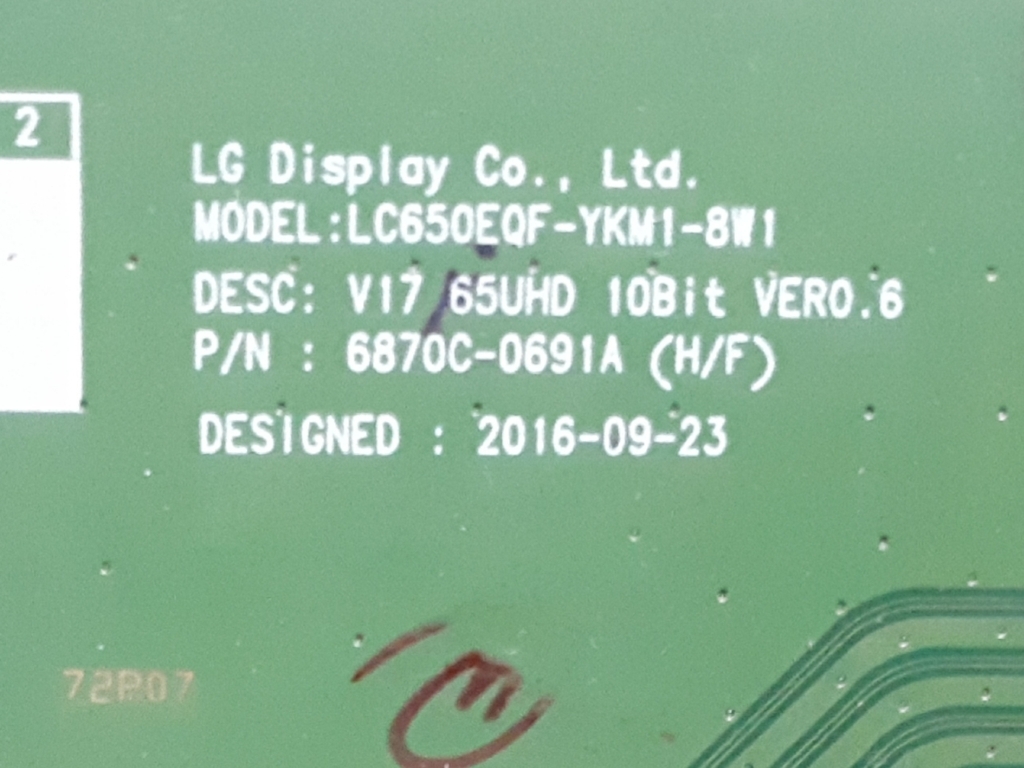 2
LG Display Co., Ltd.
MODEL:LC650EQF-YKM1-8W1
DESC: V17 65UHD 10Bit VER0.6
P/N : 6870C-0691A (H/F)
DESIGNED : 2016-09-23
72P07